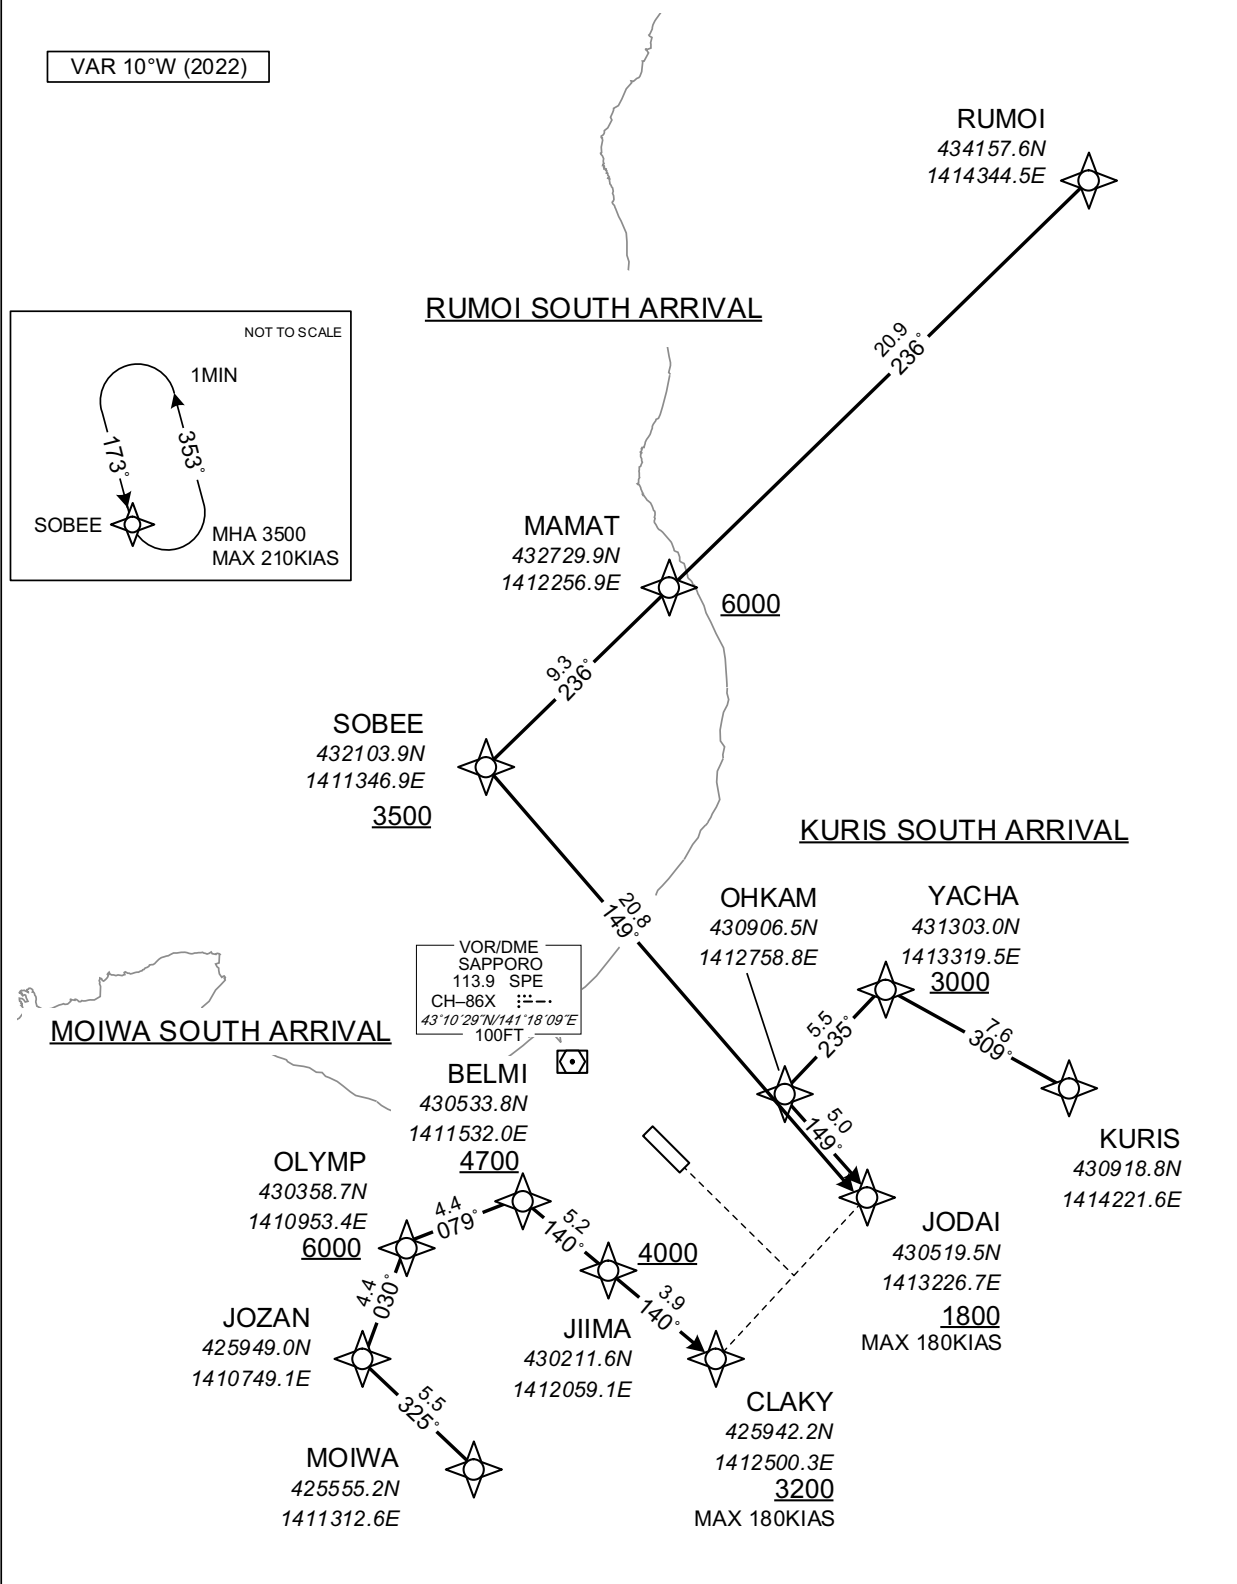 VAR 10°W (2022)
RUMOI
434157.6N
1414344.5E
RUMOI SOUTH ARRIVAL
NOT TO SCALE
1MIN
173°
353°
SOBEE
MHA 3500
MAX 210KIAS
20.9
236°
MAMAT
432729.9N
1412256.9E
6000
9.3
236°
SOBEE
432103.9N
1411346.9E
3500
KURIS SOUTH ARRIVAL
20.8
149°
OHKAM
430906.5N
1412758.8E
YACHA
431303.0N
1413319.5E
3000
VOR/DME
SAPPORO
113.9 SPE
CH–86X
43°10′29″N/141°18′09″E
100FT
MOIWA SOUTH ARRIVAL
5.5
235°
7.6
309°
5.0
149°
KURIS
430918.8N
1414221.6E
BELMI
430533.8N
1411532.0E
4700
OLYMP
430358.7N
1410953.4E
6000
4.4
079°
5.2
140°
4000
JODAI
430519.5N
1413226.7E
1800
MAX 180KIAS
4.4
030°
3.9
140°
JOZAN
425949.0N
1410749.1E
JIIMA
430211.6N
1412059.1E
5.5
325°
CLAKY
425942.2N
1412500.3E
3200
MAX 180KIAS
MOIWA
425555.2N
1411312.6E